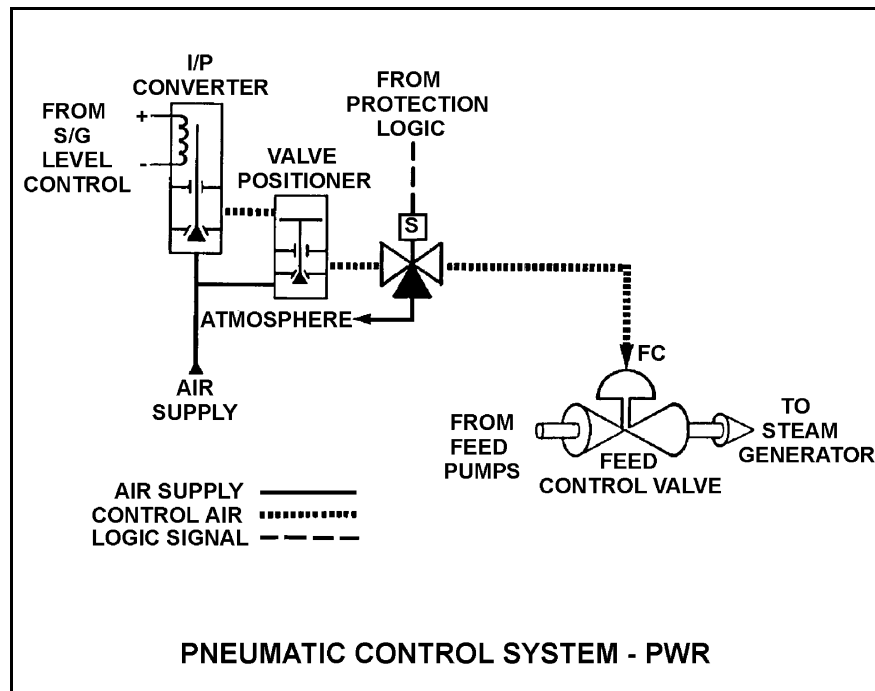 I/P
CONVERTER
FROM
S/G
LEVEL
CONTROL
+
-
VALVE
POSITIONER
FROM
PROTECTION
LOGIC
S
ATMOSPHERE
AIR
SUPPLY
FC
FROM
FEED
PUMPS
FEED
CONTROL VALVE
TO
STEAM
GENERATOR
AIR SUPPLY
CONTROL AIR
LOGIC SIGNAL
PNEUMATIC CONTROL SYSTEM - PWR